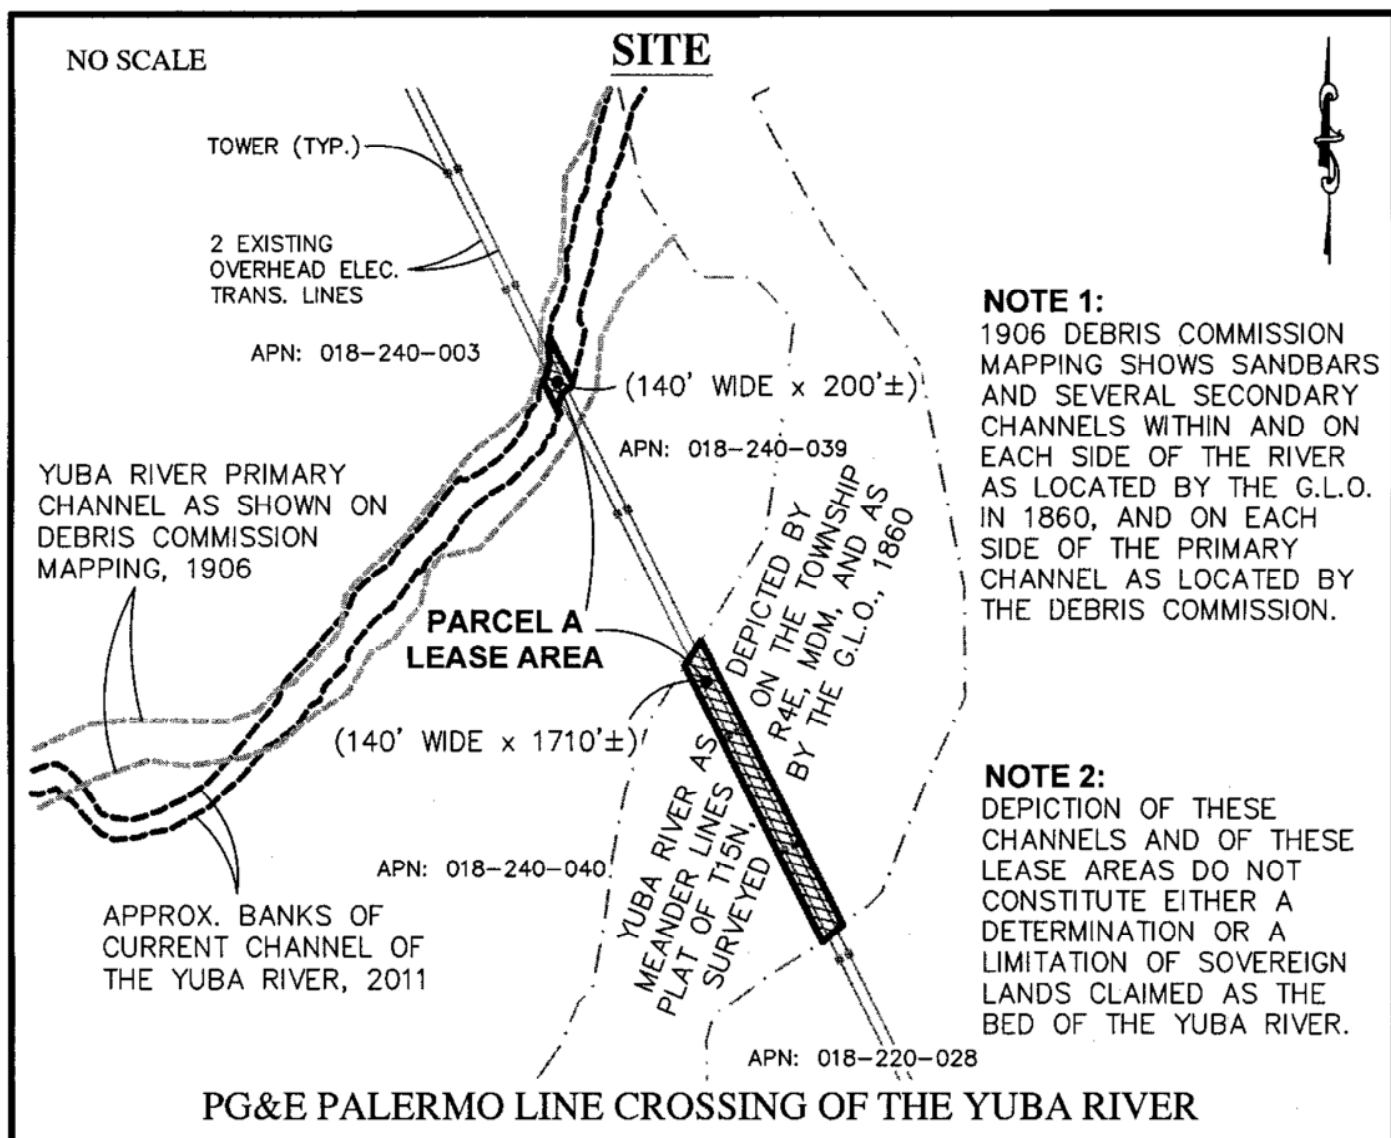 NO SCALE
SITE
TOWER (TYP.)
2 EXISTING
OVERHEAD ELEC.
TRANS. LINES
APN: 018-240-003
(140' WIDE x 200'±)
APN: 018-240-039
YUBA RIVER PRIMARY
CHANNEL AS SHOWN ON
DEBRIS COMMISSION
MAPPING, 1906
PARCEL A
LEASE AREA
(140' WIDE x 1710'±)
YUBA RIVER AS DEPICTED BY
MEANDER LINES ON THE TOWNSHIP
PLAT OF T15N, R4E, MDM, AND AS
SURVEYED BY THE G.L.O., 1860
APN: 018-240-040
APPROX. BANKS OF
CURRENT CHANNEL OF
THE YUBA RIVER, 2011
APN: 018-220-028
NOTE 1:
1906 DEBRIS COMMISSION
MAPPING SHOWS SANDBARS
AND SEVERAL SECONDARY
CHANNELS WITHIN AND ON
EACH SIDE OF THE RIVER
AS LOCATED BY THE G.L.O.
IN 1860, AND ON EACH
SIDE OF THE PRIMARY
CHANNEL AS LOCATED BY
THE DEBRIS COMMISSION.
NOTE 2:
DEPICTION OF THESE
CHANNELS AND OF THESE
LEASE AREAS DO NOT
CONSTITUTE EITHER A
DETERMINATION OR A
LIMITATION OF SOVEREIGN
LANDS CLAIMED AS THE
BED OF THE YUBA RIVER.
PG&E PALERMO LINE CROSSING OF THE YUBA RIVER